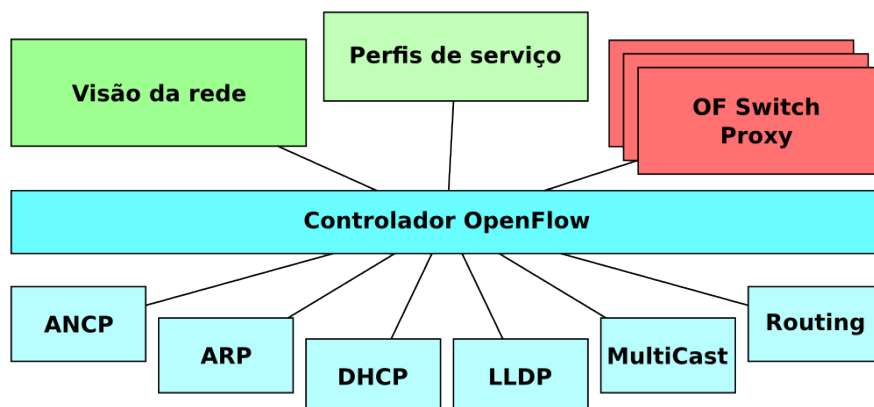 Visão da rede
Perfis de serviço
OF Switch
Proxy
Controlador OpenFlow
ANCP
ARP
DHCP
LLDP
MultiCast
Routing